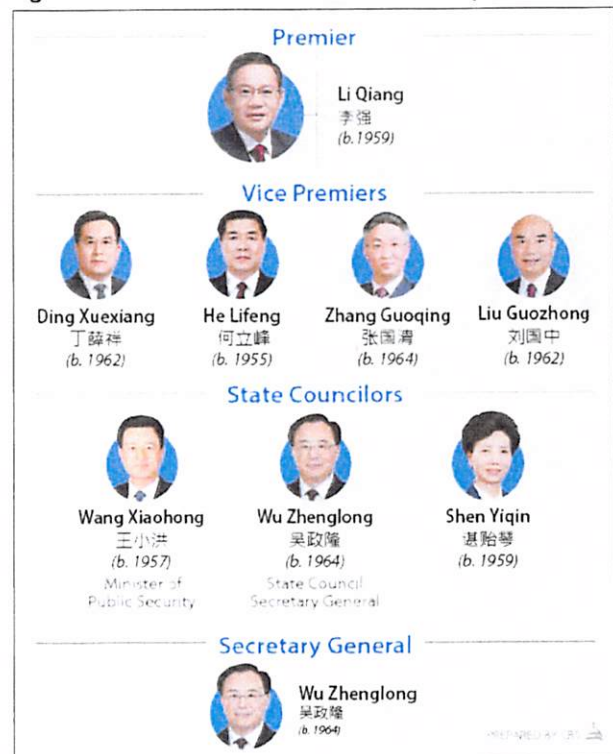 Premier
Li Qiang
李强
(b.1959)
Vice Premiers
Ding Xuexiang
丁薛祥
(b. 1962)
He Lifeng
何立峰
(b. 1955)
Zhang Guoqing
张国清
(b. 1964)
Liu Guozhong
刘国中
(b. 1962)
State Councilors
Wang Xiaohong
王小洪
(b. 1957)
Minister of
Public Security
Wu Zhenglong
吴政隆
(b. 1964)
State Council
Secretary General
Shen Yiqin
谌贻琴
(b. 1959)
Secretary General
Wu Zhenglong
吴政隆
(b. 1964)
PREPARED BY CRS